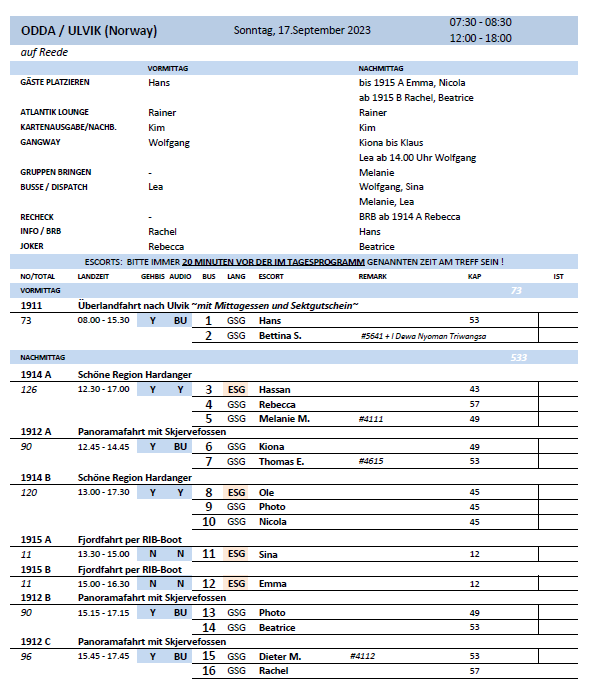 ODDA / ULVIK (Norway) Sonntag, 17.September 2023 07:30 - 08:30
12:00 - 18:00
auf Reede
VORMITTAG NACHMITTAG
GÄSTE PLATZIEREN Hans bis 1915 A Emma, Nicola
ab 1915 B Rachel, Beatrice
ATLANTIK LOUNGE Rainer Rainer
KARTENAUSGABE/NACHB. Kim Kim
GANGWAY Wolfgang Kiona bis Klaus
Lea ab 14.00 Uhr Wolfgang
GRUPPEN BRINGEN - Melanie
BUSSE / DISPATCH Lea Wolfgang, Sina
Melanie, Lea
RECHECK - BRB ab 1914 A Rebecca
INFO / BRB Rachel Hans
JOKER Rebecca Beatrice
ESCORTS: BITTE IMMER 20 MINUTEN VOR DER IM TAGESPROGRAMM GENANNTEN ZEIT AM TREFF SEIN !
NO/TOTAL LANDZEIT GEHBIS AUDIO BUS LANG ESCORT REMARK KAP IST
VORMITTAG 73
1911 Überlandfahrt nach Ulvik ~mit Mittagessen und Sektgutschein~
73 08.00 - 15.30 Y BU 1 GSG Hans 53
2 GSG Bettina S. #5641 + I Dewa Nyoman Triwangsa
NACHMITTAG 533
1914 A Schöne Region Hardanger
126 12.30 - 17.00 Y Y 3 ESG Hassan 43
4 GSG Rebecca 57
5 GSG Melanie M. #4111 49
1912 A Panoramafahrt mit Skjervefossen
90 12.45 - 14.45 Y BU 6 GSG Kiona 49
7 GSG Thomas E. #4615 53
1914 B Schöne Region Hardanger
120 13.00 - 17.30 Y Y 8 ESG Ole 45
9 GSG Photo 45
10 GSG Nicola 45
1915 A Fjordfahrt per RIB-Boot
11 13.30 - 15.00 N N 11 ESG Sina 12
1915 B Fjordfahrt per RIB-Boot
11 15.00 - 16.30 N N 12 ESG Emma 12
1912 B Panoramafahrt mit Skjervefossen
90 15.15 - 17.15 Y BU 13 GSG Photo 49
14 GSG Beatrice 53
1912 C Panoramafahrt mit Skjervefossen
96 15.45 - 17.45 Y BU 15 GSG Dieter M. #4112 53
16 GSG Rachel 57